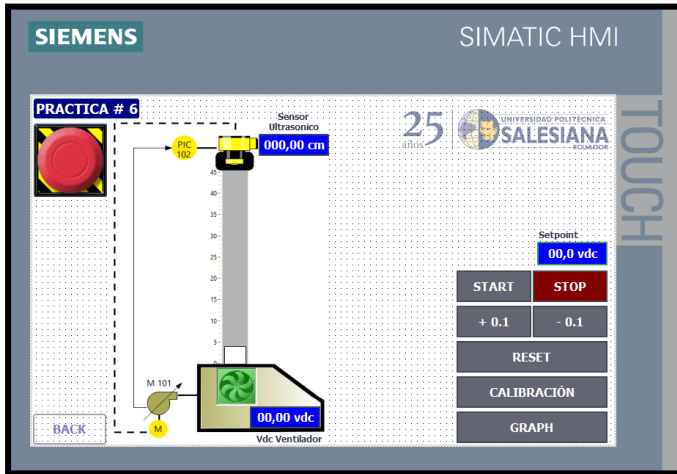 SIEMENS
SIMATIC HMI
TOUCH
PRACTICA # 6
Sensor
Ultrasonico
000,00 cm
PIC
102
25
años
UNIVERSIDAD POLITÉCNICA
SALESIANA
ECUADOR
45
40
35
30
25
20
15
10
5
0
Setpoint
00,0 vdc
START
STOP
+ 0.1
- 0.1
RESET
CALIBRACIÓN
GRAPH
M 101
M
00,00 vdc
Vdc Ventilador
BACK